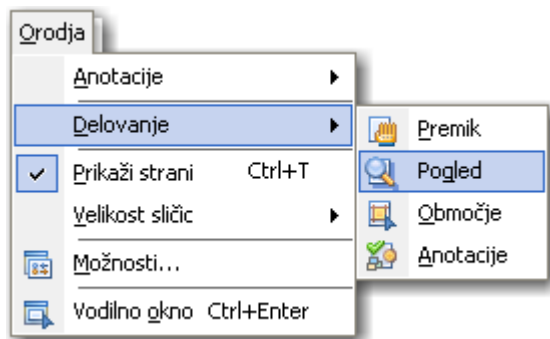 Orodja
Anotacije
Delovanje
Prikaži strani Ctrl+T
Velikost sličic
Možnosti...
Vodilno okno Ctrl+Enter
Premik
Pogled
Območje
Anotacije